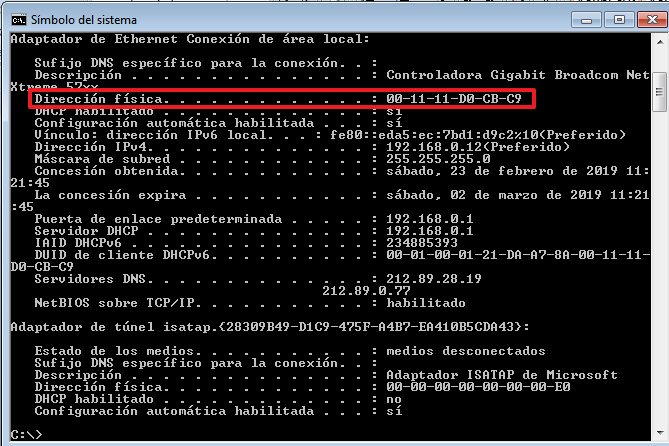 Símbolo del sistema
Adaptador de Ethernet Conexión de área local:
Sufijo DNS específico para la conexión. . :
Descripción . . . . . . . . . . . . . . . : Controladora Gigabit Broadcom Net
Xtreme 57xx
Dirección física. . . . . . . . . . . . . : 00-11-11-D0-CB-C9
DHCP habilitado . . . . . . . . . . . . . : sí
Configuración automática habilitada . . . : sí
Vínculo: dirección IPv6 local. . . : fe80::eda5:ec:7bd1:d9c2%10(Preferido)
Dirección IPv4. . . . . . . . . . . . . . : 192.168.0.12(Preferido)
Máscara de subred . . . . . . . . . . . . : 255.255.255.0
Concesión obtenida. . . . . . . . . . . . : sábado, 23 de febrero de 2019 11:
21:45
La concesión expira . . . . . . . . . . . : sábado, 02 de marzo de 2019 11:21
:45
Puerta de enlace predeterminada . . . . . : 192.168.0.1
Servidor DHCP . . . . . . . . . . . . . . : 192.168.0.1
IAID DHCPv6 . . . . . . . . . . . . . . . : 234885393
DUID de cliente DHCPv6. . . . . . . . . . : 00-01-00-01-21-DA-A7-8A-00-11-11-
D0-CB-C9
Servidores DNS. . . . . . . . . . . . . . : 212.89.28.19
212.89.0.77
NetBIOS sobre TCP/IP. . . . . . . . . . . : habilitado
Adaptador de túnel isatap.{28309B49-D1C9-475F-A4B7-EA410B5CDA43}:
Estado de los medios. . . . . . . . . . . : medios desconectados
Sufijo DNS específico para la conexión. . :
Descripción . . . . . . . . . . . . . . . : Adaptador ISATAP de Microsoft
Dirección física. . . . . . . . . . . . . : 00-00-00-00-00-00-00-E0
DHCP habilitado . . . . . . . . . . . . . : no
Configuración automática habilitada . . . : sí
C:\>